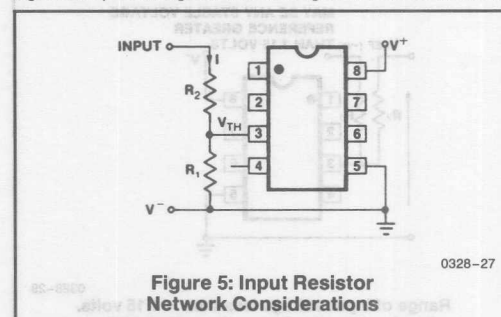 INPUT
I
V+
R2
1
8
2
7
VTH
3
6
R1
4
5
V−
0328–27
Figure 5: Input Resistor
Network Considerations